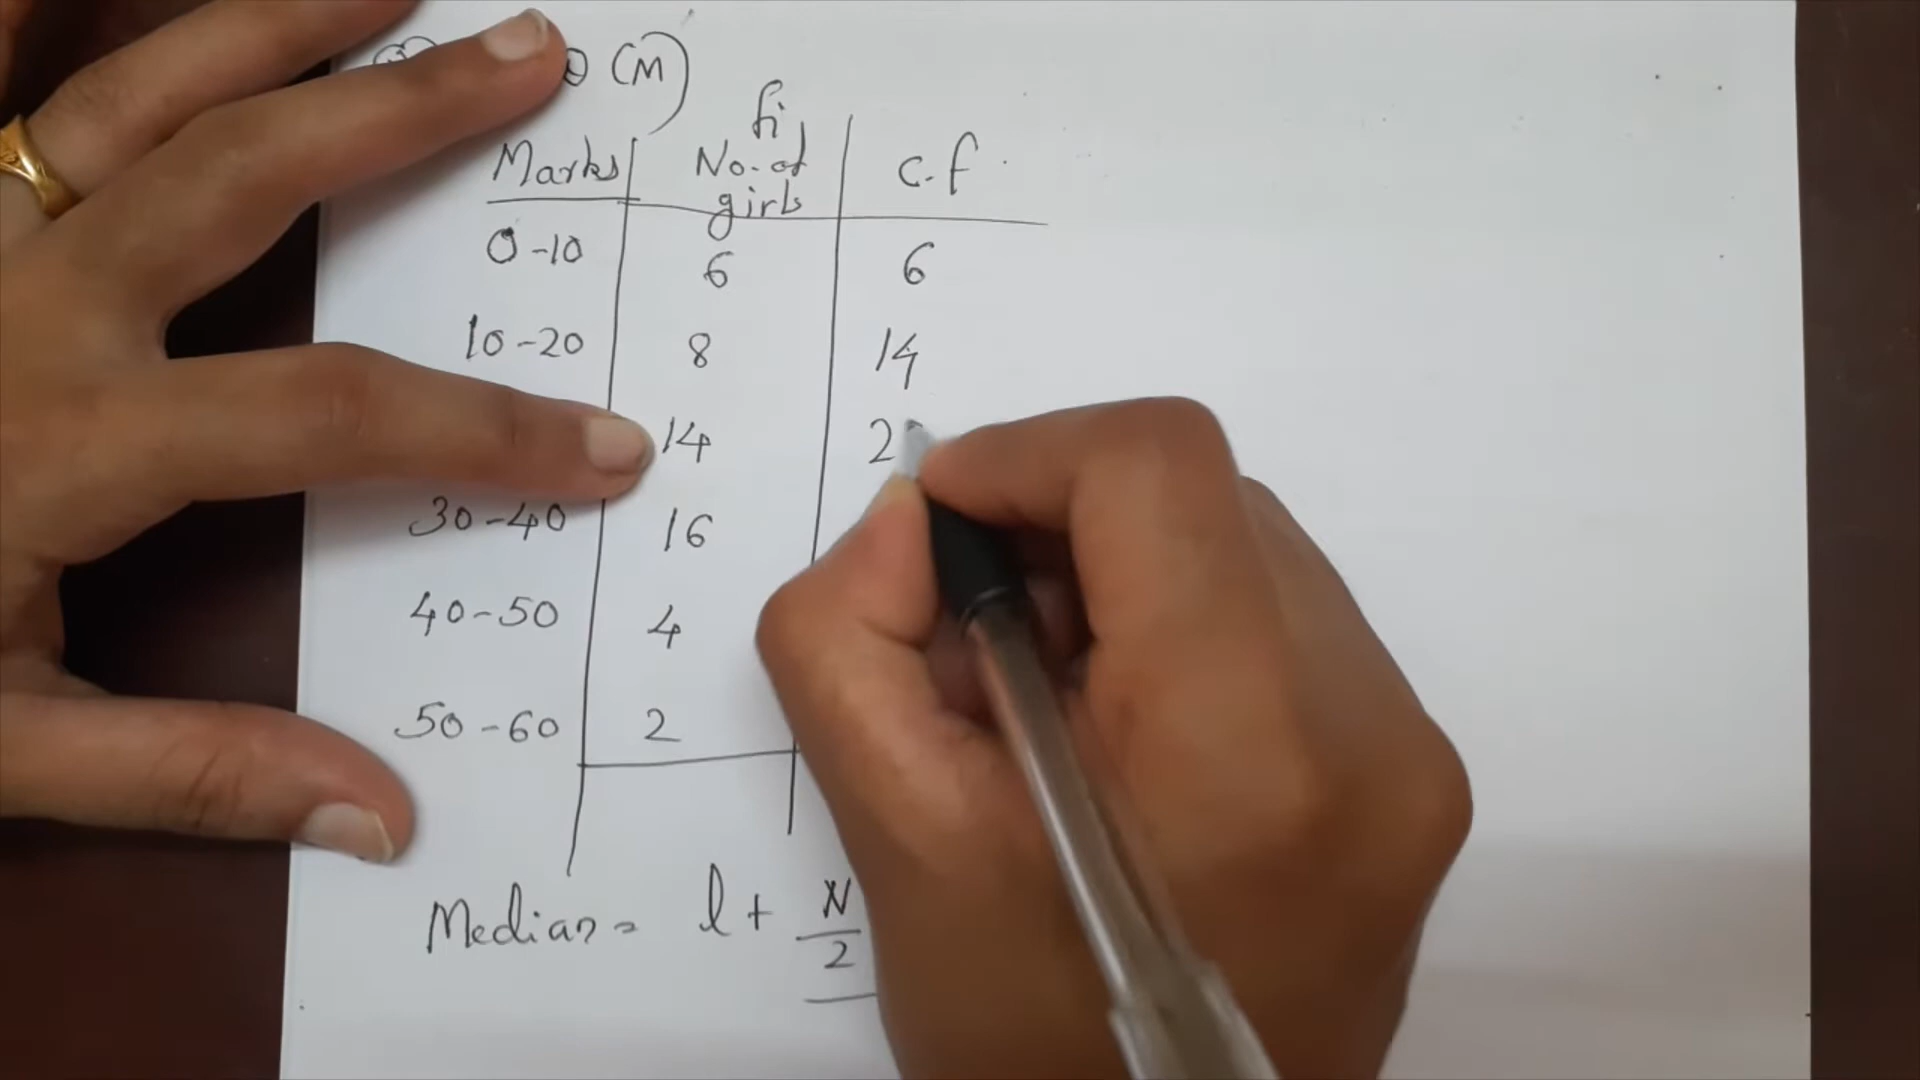 (M)
fi
Marks No. of girls c.f
0-10 6 6
10-20 8 14
14 2
30-40 16
40-50 4
50-60 2
Median = l + N
2